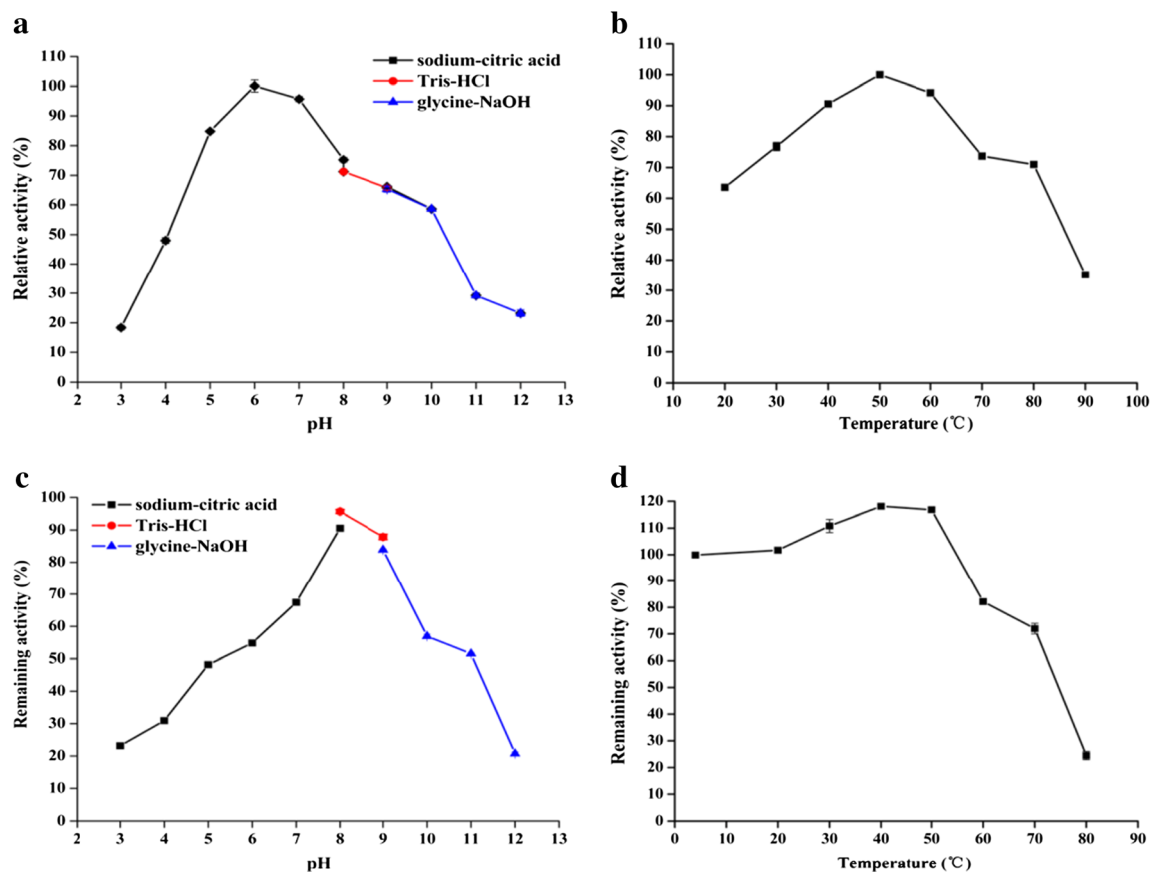 a
110
100
90
80
70
60
50
40
30
20
10
0
Relative activity (%)
sodium-citric acid
Tris-HCl
glycine-NaOH
2 3 4 5 6 7 8 9 10 11 12 13
pH
b
110
100
90
80
70
60
50
40
30
20
10
0
Relative activity (%)
10 20 30 40 50 60 70 80 90 100
Temperature (℃)
c
100
90
80
70
60
50
40
30
20
10
0
Remaining activity (%)
sodium-citric acid
Tris-HCl
glycine-NaOH
2 3 4 5 6 7 8 9 10 11 12 13
pH
d
120
110
100
90
80
70
60
50
40
30
20
10
0
Remaining activity (%)
0 10 20 30 40 50 60 70 80 90
Temperature (℃)